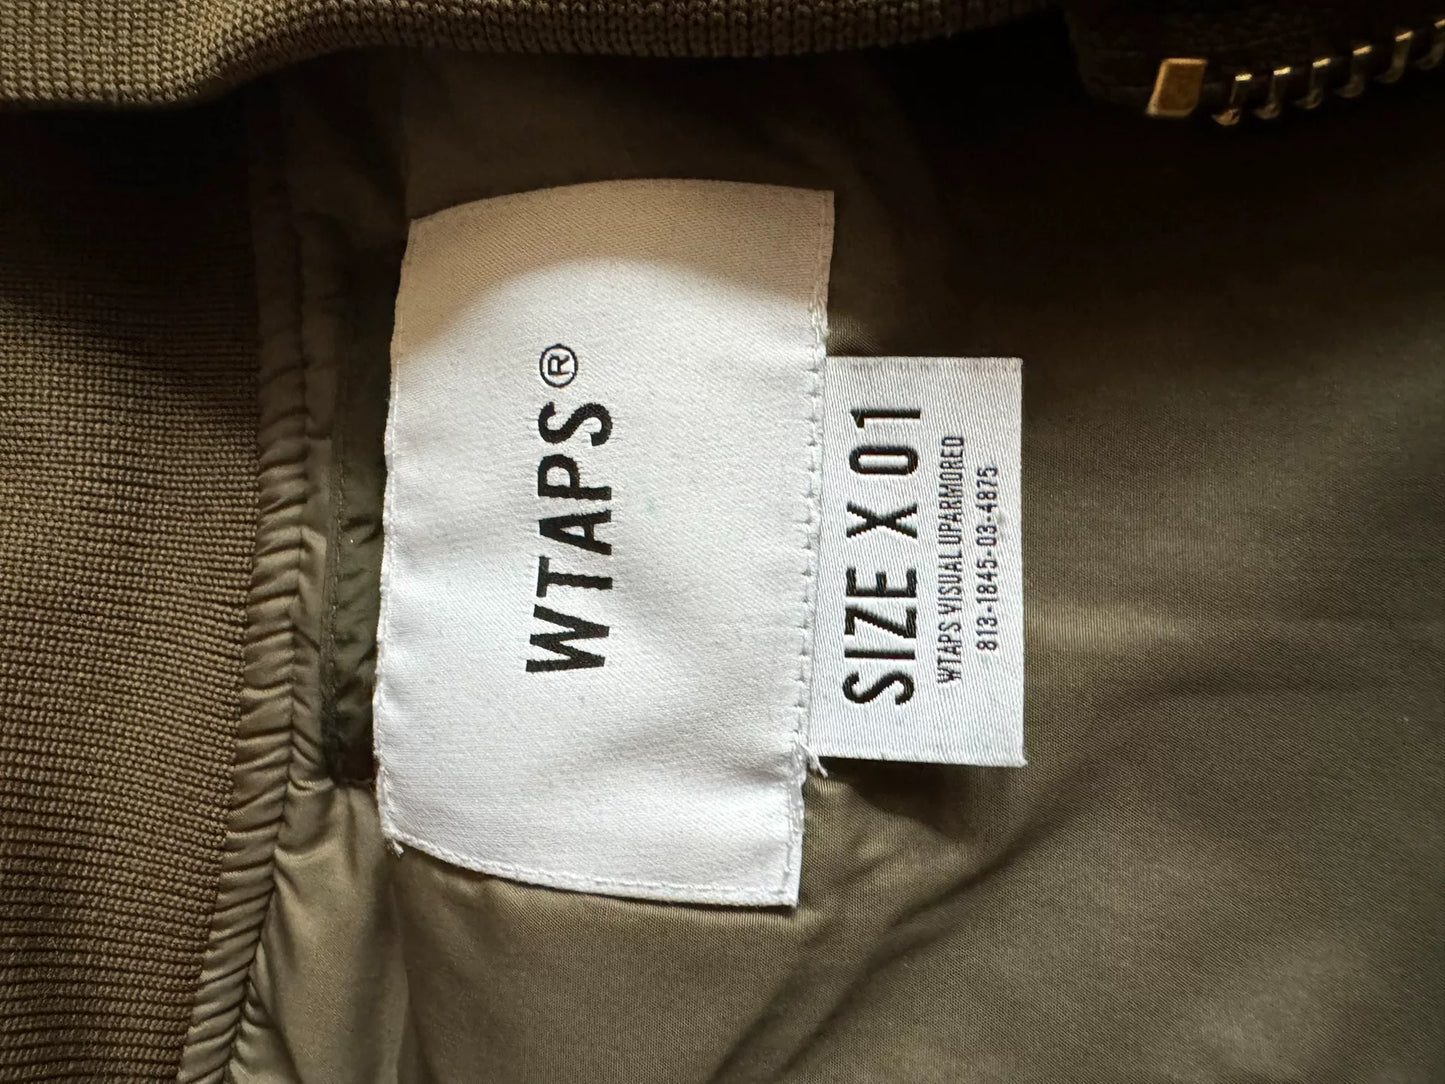 WTAPS®
SIZE X 01
WTAPS VISUAL UPARMORED
813-1845-03-4875